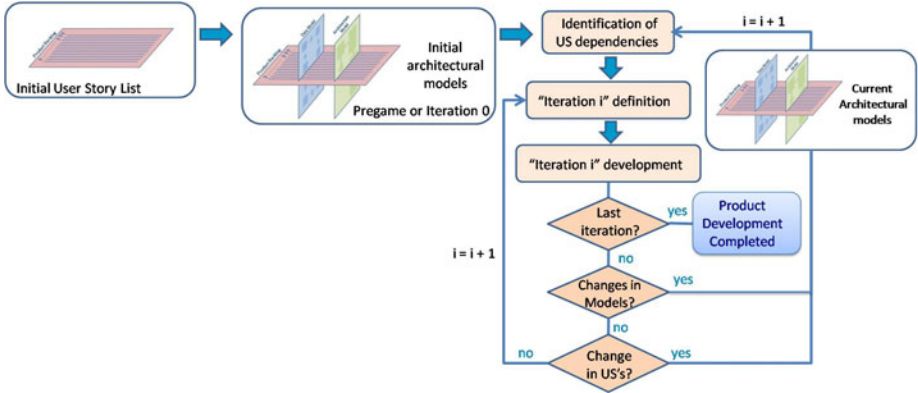 Initial User Story List
Initial
architectural
models
Pregame or Iteration 0
Identification of
US dependencies
i = i + 1
Current
Architectural
models
"Iteration i" definition
"Iteration i" development
Last
iteration?
yes
Product
Development
Completed
no
i = i + 1
Changes in
Models?
yes
no
Change
in US's?
no
yes